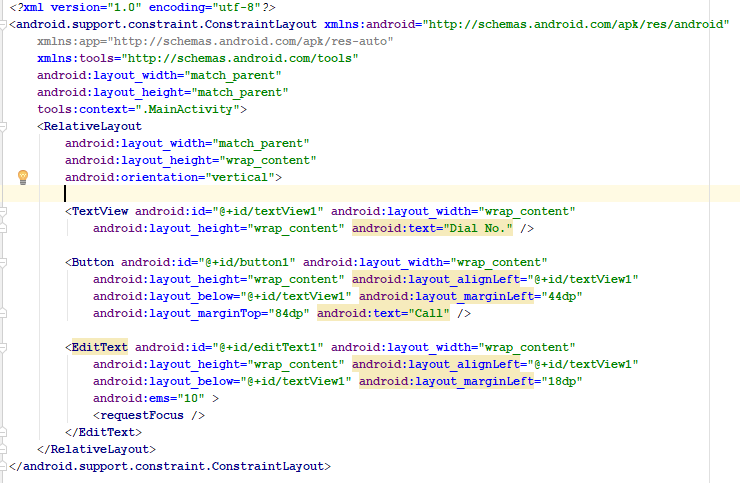 <?xml version="1.0" encoding="utf-8"?>
<android.support.constraint.ConstraintLayout xmlns:android="http://schemas.android.com/apk/res/android"
    xmlns:app="http://schemas.android.com/apk/res-auto"
    xmlns:tools="http://schemas.android.com/tools"
    android:layout_width="match_parent"
    android:layout_height="match_parent"
    tools:context=".MainActivity">
    <RelativeLayout
        android:layout_width="match_parent"
        android:layout_height="wrap_content"
        android:orientation="vertical">
        <TextView android:id="@+id/textView1" android:layout_width="wrap_content"
            android:layout_height="wrap_content" android:text="Dial No." />
        <Button android:id="@+id/button1" android:layout_width="wrap_content"
            android:layout_height="wrap_content" android:layout_alignLeft="@+id/textView1"
            android:layout_below="@+id/textView1" android:layout_marginLeft="44dp"
            android:layout_marginTop="84dp" android:text="Call" />
        <EditText android:id="@+id/editText1" android:layout_width="wrap_content"
            android:layout_height="wrap_content" android:layout_alignLeft="@+id/textView1"
            android:layout_below="@+id/textView1" android:layout_marginLeft="18dp"
            android:ems="10" >
            <requestFocus />
        </EditText>
    </RelativeLayout>
</android.support.constraint.ConstraintLayout>